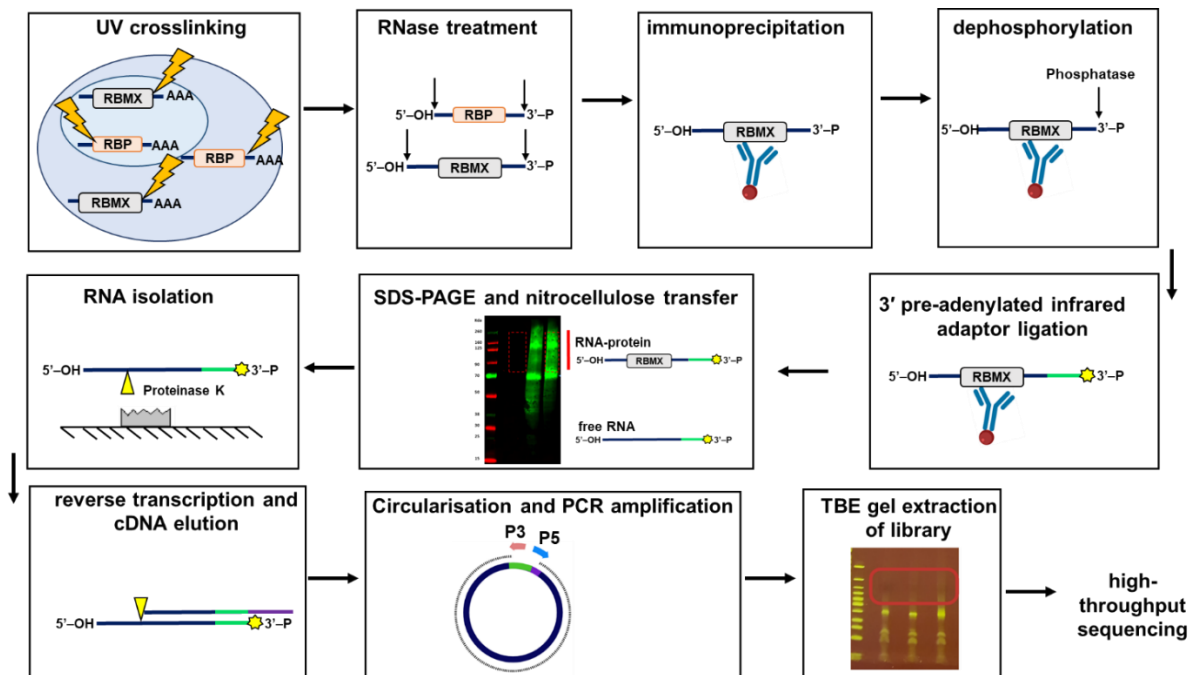 UV crosslinking
RBMX
AAA
RBP
AAA
RBP
AAA
RBMX
AAA
RNase treatment
5’–OH
RBP
3’–P
5’–OH
RBMX
3’–P
immunoprecipitation
5’–OH
RBMX
3’–P
dephosphorylation
Phosphatase
5’–OH
RBMX
3’–P
3’ pre-adenylated infrared
adaptor ligation
5’–OH
RBMX
3’–P
SDS-PAGE and nitrocellulose transfer
RNA-protein
5’–OH
RBMX
3’–P
70
free RNA
5’–OH
3’–P
RNA isolation
5’–OH
3’–P
Proteinase K
reverse transcription and
cDNA elution
5’–OH
3’–P
Circularisation and PCR amplification
P3
P5
TBE gel extraction
of library
high-
throughput
sequencing